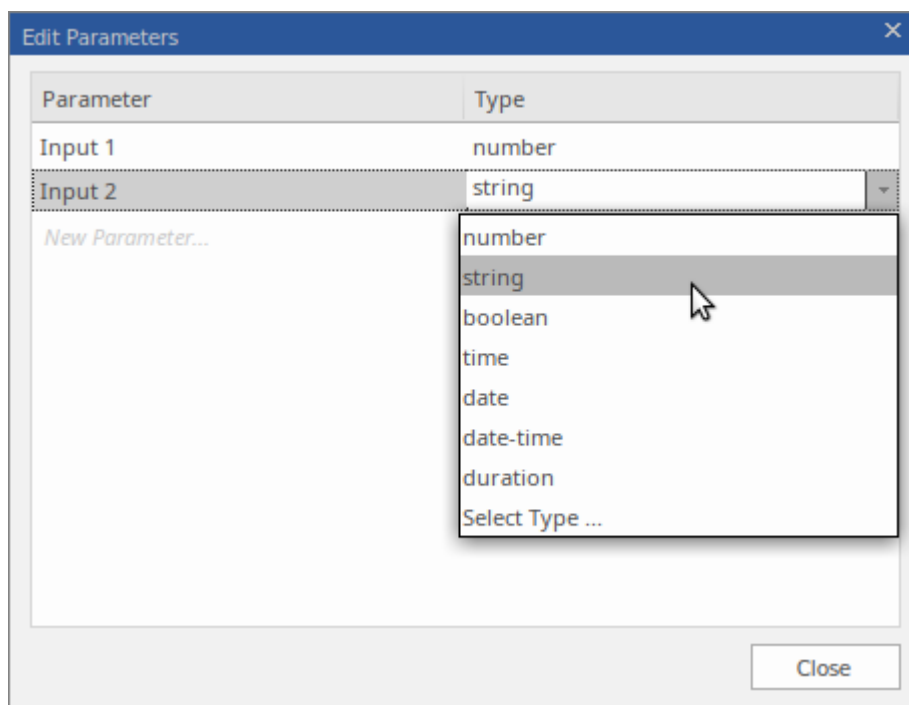 Edit Parameters
Parameter Type
Input 1 number
Input 2 string
New Parameter...
number
string
boolean
time
date
date-time
duration
Select Type ...
Close